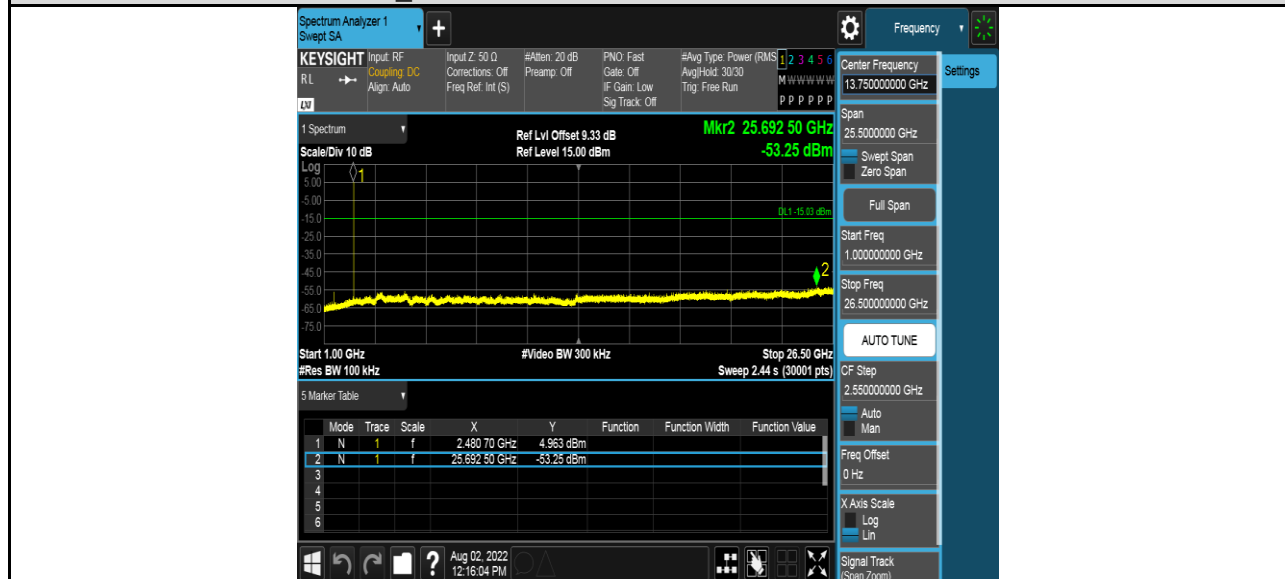 Spectrum Analyzer 1
Swept SA
+
Frequency
KEYSIGHT
RL
LXI
Input: RF
Coupling: DC
Align: Auto
Input Z: 50 Ω
Corrections: Off
Freq Ref: Int (S)
#Atten: 20 dB
Preamp: Off
PNO: Fast
Gate: Off
IF Gain: Low
Sig Track: Off
#Avg Type: Power (RMS
Avg|Hold: 30/30
Trig: Free Run
1 2 3 4 5 6
M W W W W W
P P P P P P
1 Spectrum
Scale/Div 10 dB
Ref Lvl Offset 9.33 dB
Ref Level 15.00 dBm
Mkr2 25.692 50 GHz
-53.25 dBm
Log
5.00
-5.00
-15.0
-25.0
-35.0
-45.0
-55.0
-65.0
-75.0
1
DL1 -15.03 dBm
2
Start 1.00 GHz
#Video BW 300 kHz
Stop 26.50 GHz
#Res BW 100 kHz
Sweep 2.44 s (30001 pts)
5 Marker Table
Mode Trace Scale X Y Function Function Width Function Value
1 N 1 f 2.480 70 GHz 4.963 dBm
2 N 1 f 25.692 50 GHz -53.25 dBm
3
4
5
6
?
Aug 02, 2022
12:16:04 PM
Center Frequency
13.750000000 GHz
Settings
Span
25.5000000 GHz
Swept Span
Zero Span
Full Span
Start Freq
1.000000000 GHz
Stop Freq
26.500000000 GHz
AUTO TUNE
CF Step
2.550000000 GHz
Auto
Man
Freq Offset
0 Hz
X Axis Scale
Log
Lin
Signal Track
(Span Zoom)